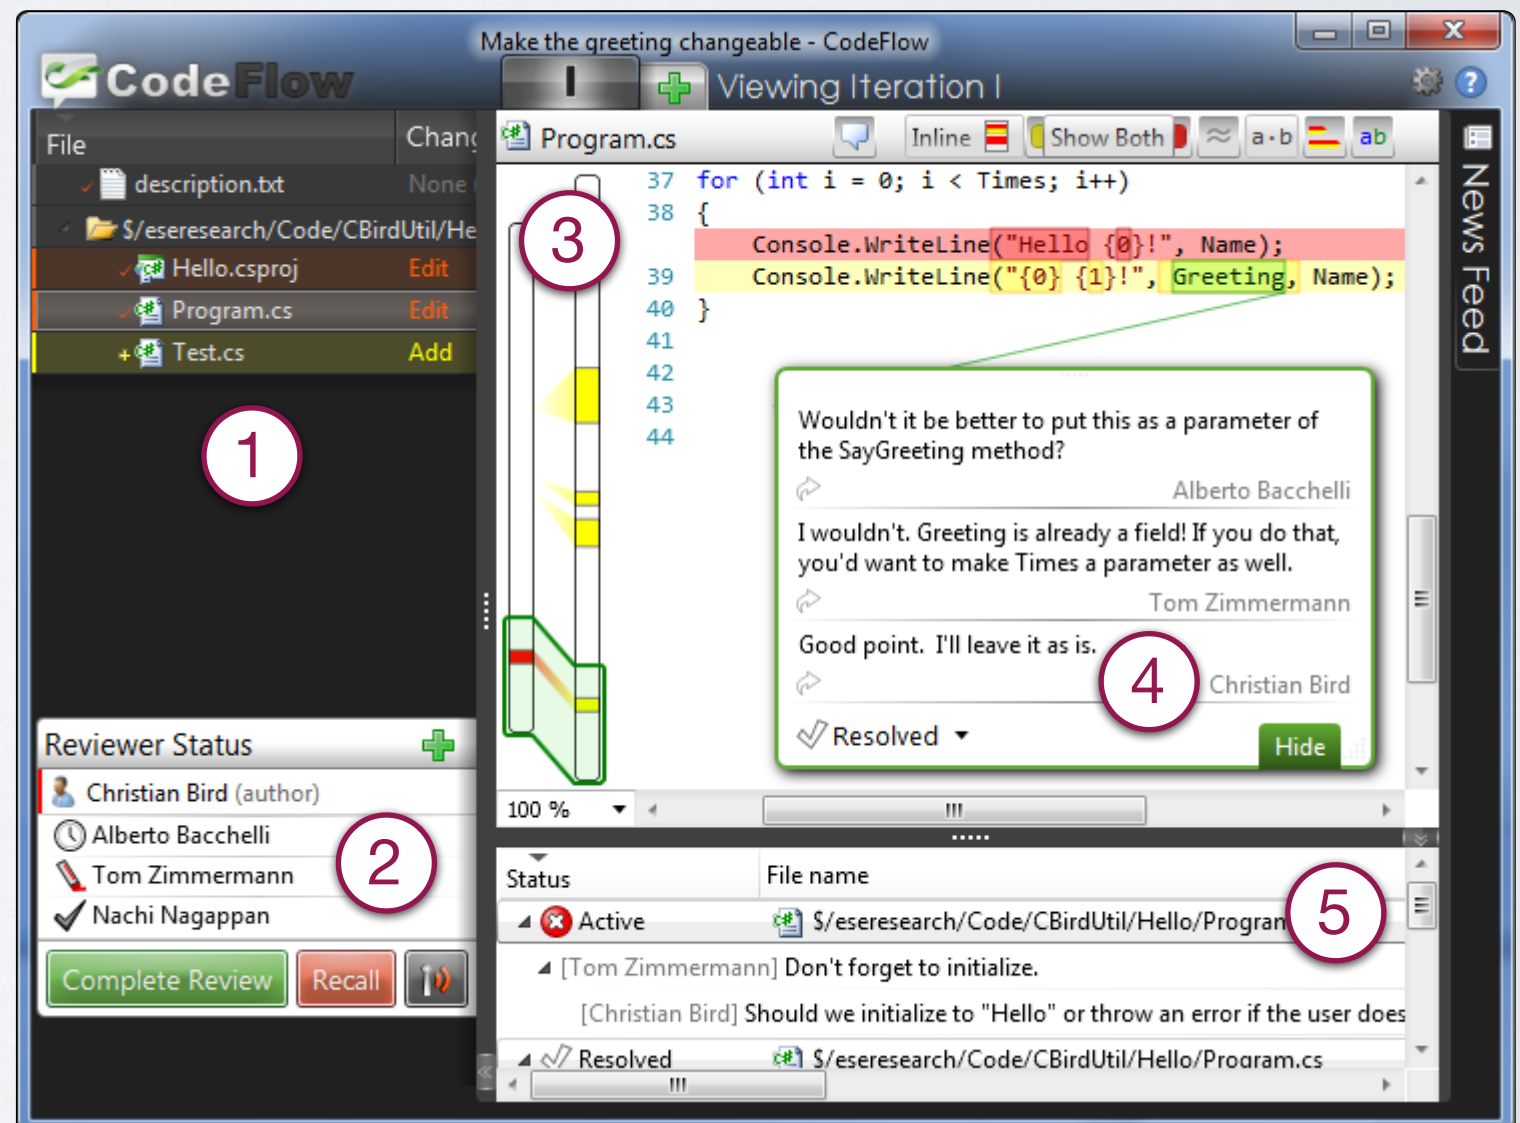 Make the greeting changeable - CodeFlow
CodeFlow
I
Viewing Iteration I
?
File
Chang
description.txt
None
$/eseresearch/Code/CBirdUtil/He
Hello.csproj
Edit
Program.cs
Edit
+ Test.cs
Add
1
Reviewer Status
Christian Bird (author)
Alberto Bacchelli
Tom Zimmermann
Nachi Nagappan
2
Complete Review
Recall
Program.cs
Inline
Show Both
a·b
ab
3
37 for (int i = 0; i < Times; i++)
38 {
Console.WriteLine("Hello {0}!", Name);
39 Console.WriteLine("{0} {1}!", Greeting, Name);
40 }
41
42
43
44
Wouldn't it be better to put this as a parameter of
the SayGreeting method?
Alberto Bacchelli
I wouldn't. Greeting is already a field! If you do that,
you'd want to make Times a parameter as well.
Tom Zimmermann
Good point. I'll leave it as is.
4
Christian Bird
Resolved
Hide
100 %
Status
File name
5
Active
$/eseresearch/Code/CBirdUtil/Hello/Program
[Tom Zimmermann] Don't forget to initialize.
[Christian Bird] Should we initialize to "Hello" or throw an error if the user does
Resolved
$/eseresearch/Code/CBirdUtil/Hello/Program.cs
News Feed